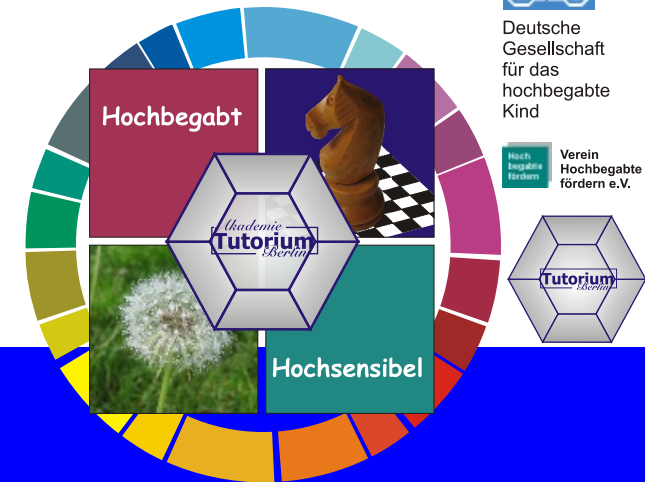 Deutsche
Gesellschaft
für das
hochbegabte
Kind
Hochbegabt
Hoch
begabte
fördern
Verein
Hochbegabte
fördern e.V.
Akademie
Tutorium
Berlin
Tutorium
Berlin
Hochsensibel